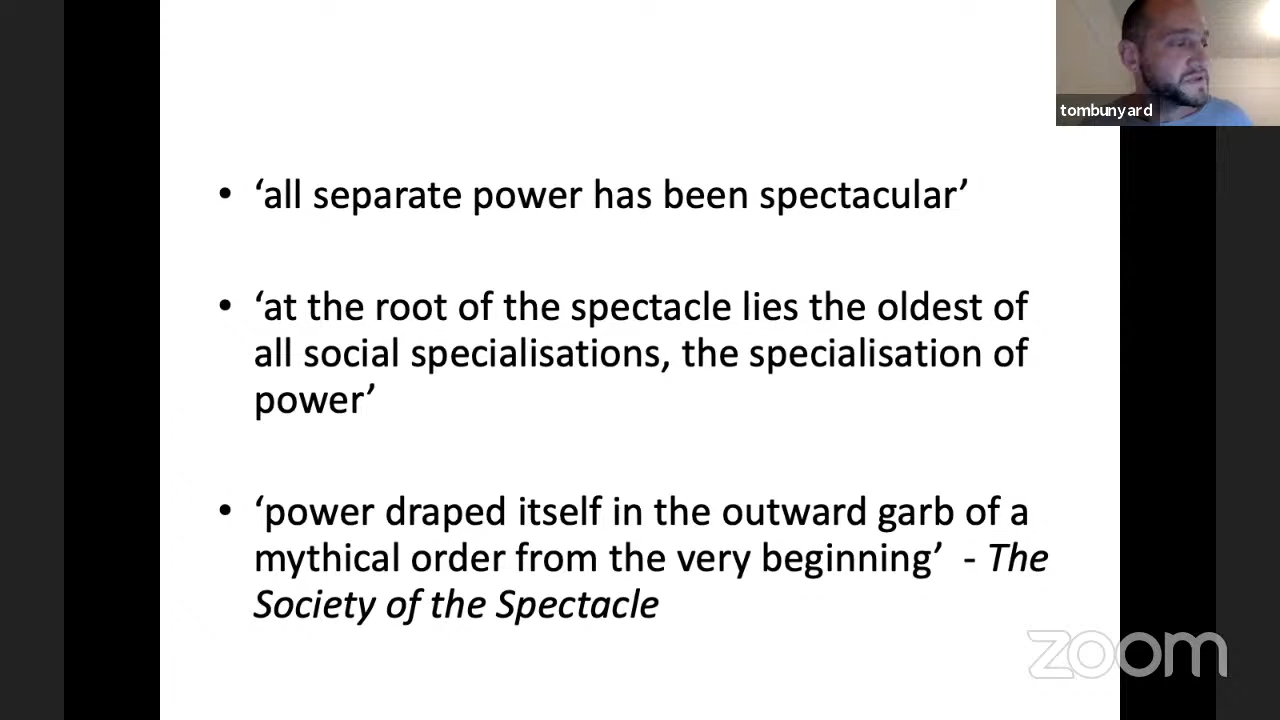 tombunyard
• ‘all separate power has been spectacular’
• ‘at the root of the spectacle lies the oldest of
all social specialisations, the specialisation of
power’
• ‘power draped itself in the outward garb of a
mythical order from the very beginning’ - The
Society of the Spectacle
zoom